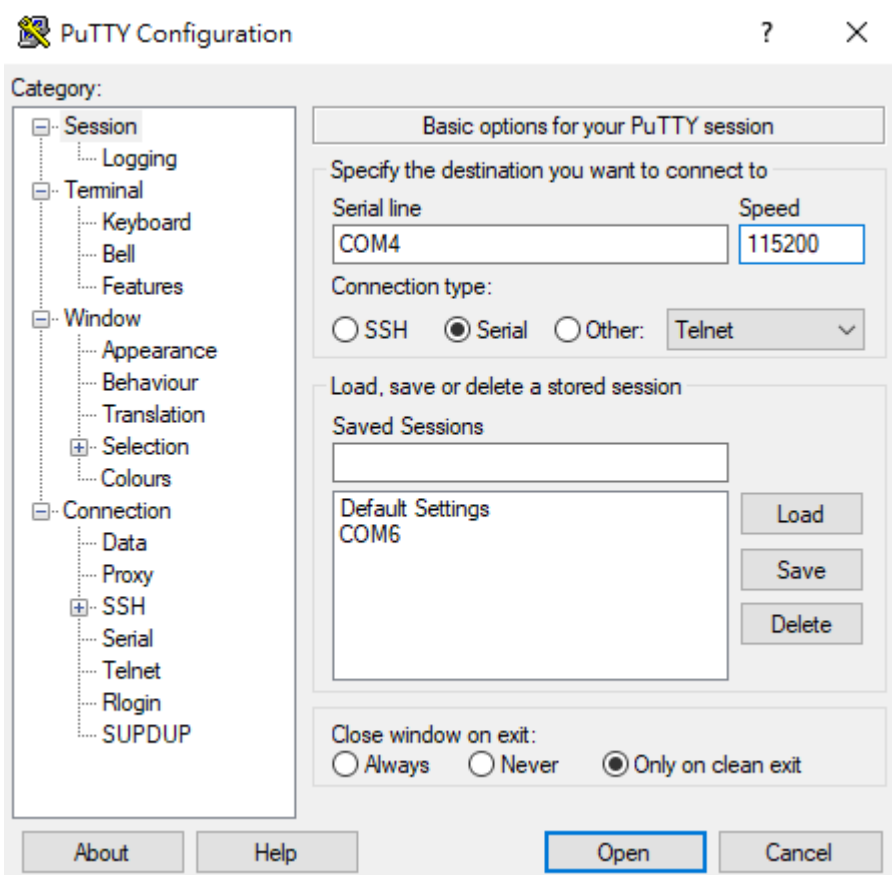 PuTTY Configuration ? ×
Category:
Session
Logging
Terminal
Keyboard
Bell
Features
Window
Appearance
Behaviour
Translation
Selection
Colours
Connection
Data
Proxy
SSH
Serial
Telnet
Rlogin
SUPDUP
Basic options for your PuTTY session
Specify the destination you want to connect to
Serial line Speed
COM4 115200
Connection type:
SSH Serial Other: Telnet
Load, save or delete a stored session
Saved Sessions
Default Settings
COM6
Load
Save
Delete
Close window on exit:
Always Never Only on clean exit
About Help Open Cancel